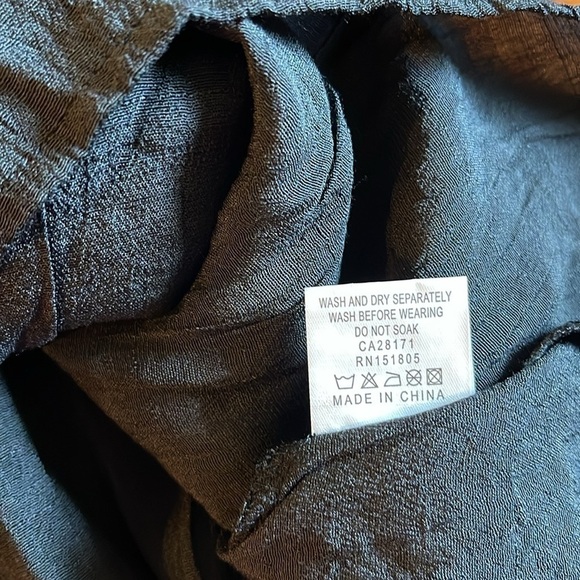 WASH AND DRY SEPARATELY
WASH BEFORE WEARING
DO NOT SOAK
CA28171
RN151805
MADE IN CHINA